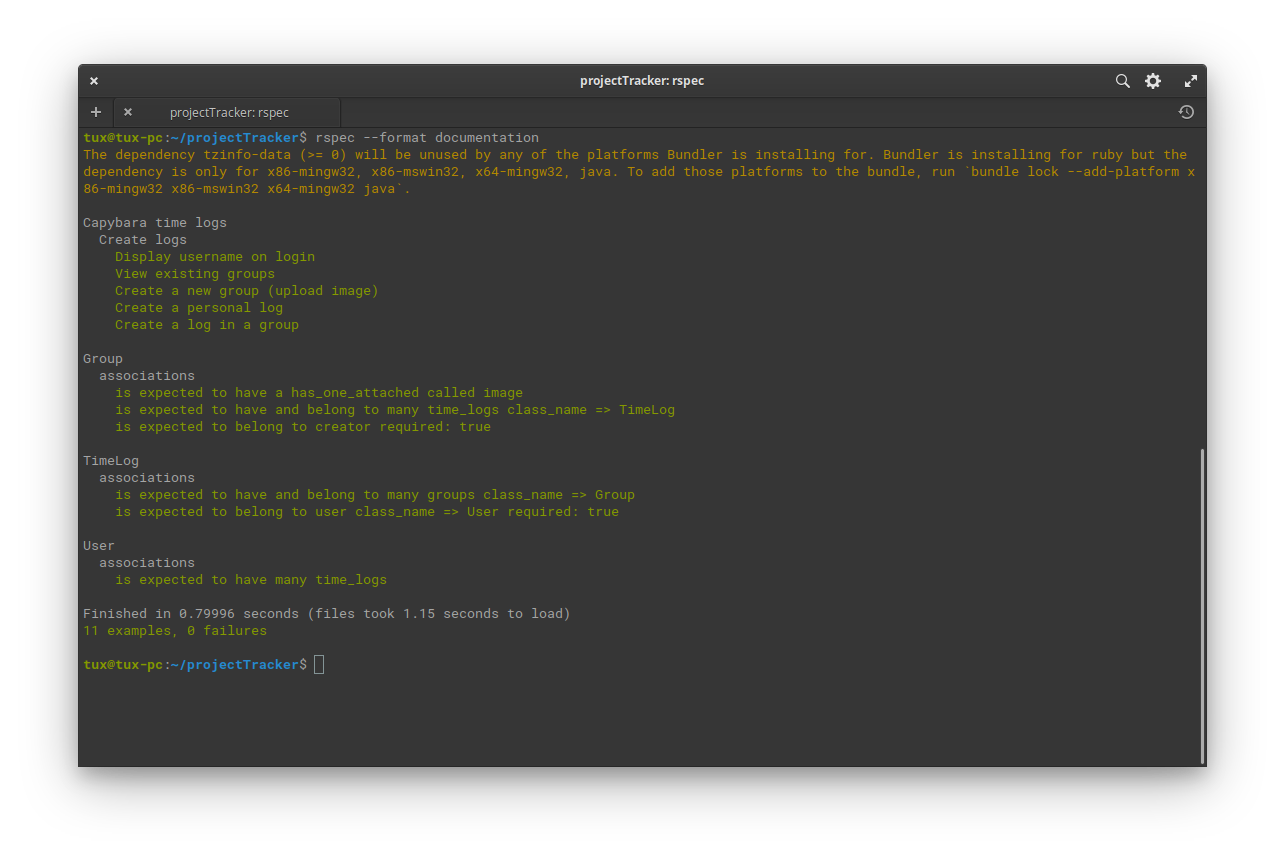 projectTracker: rspec
projectTracker: rspec
tux@tux-pc:~/projectTracker$ rspec --format documentation
The dependency tzinfo-data (>= 0) will be unused by any of the platforms Bundler is installing for. Bundler is installing for ruby but the
dependency is only for x86-mingw32, x86-mswin32, x64-mingw32, java. To add those platforms to the bundle, run `bundle lock --add-platform x
86-mingw32 x86-mswin32 x64-mingw32 java`.
Capybara time logs
  Create logs
    Display username on login
    View existing groups
    Create a new group (upload image)
    Create a personal log
    Create a log in a group
Group
  associations
    is expected to have a has_one_attached called image
    is expected to have and belong to many time_logs class_name => TimeLog
    is expected to belong to creator required: true
TimeLog
  associations
    is expected to have and belong to many groups class_name => Group
    is expected to belong to user class_name => User required: true
User
  associations
    is expected to have many time_logs
Finished in 0.79996 seconds (files took 1.15 seconds to load)
11 examples, 0 failures
tux@tux-pc:~/projectTracker$